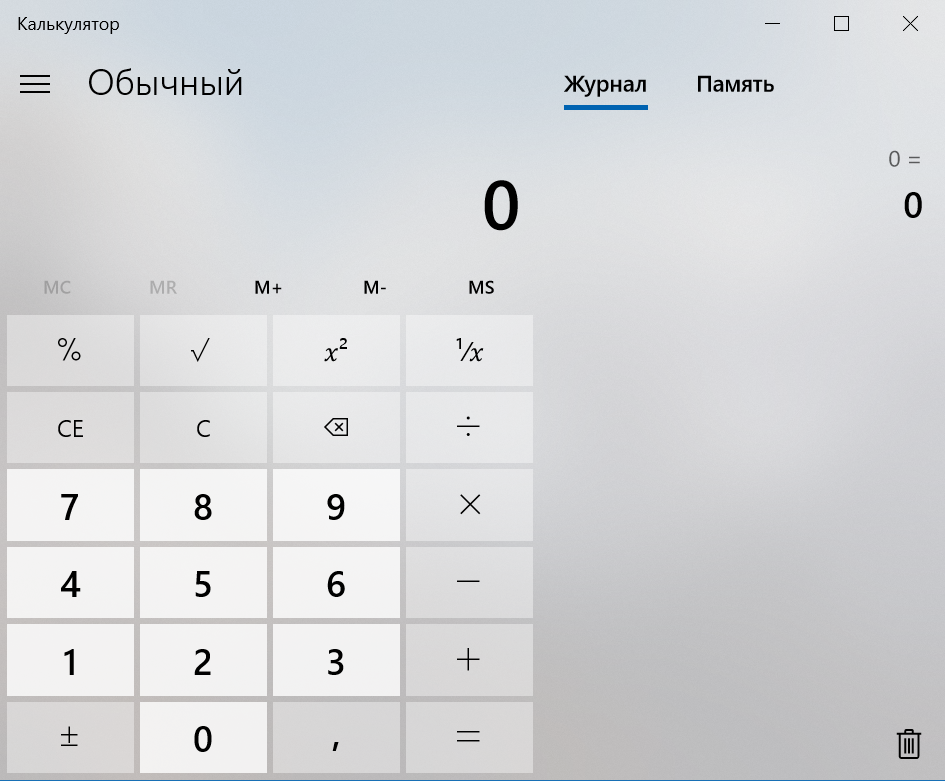 Калькулятор
Обычный
Журнал Память
0 =
0
0
MC MR M+ M- MS
% √ x² ¹/x
CE C ÷
7 8 9 ×
4 5 6 −
1 2 3 +
± 0 , =